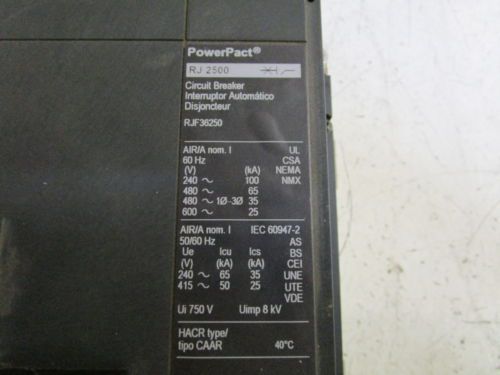 PowerPact®
RJ 2500
Circuit Breaker
Interruptor Automático
Disjoncteur
RJF36250
AIR/A nom. I UL
60 Hz CSA
(V) (kA) NEMA
240 ~ 100 NMX
480 ~ 65
480 ~ 1Ø-3Ø 35
600 ~ 25
AIR/A nom. I IEC 60947-2
50/60 Hz AS
Ue Icu Ics BS
(V) (kA) (kA) CEI
240 ~ 65 35 UNE
415 ~ 50 25 UTE
VDE
Ui 750 V Uimp 8 kV
HACR type/
tipo CAAR 40°C